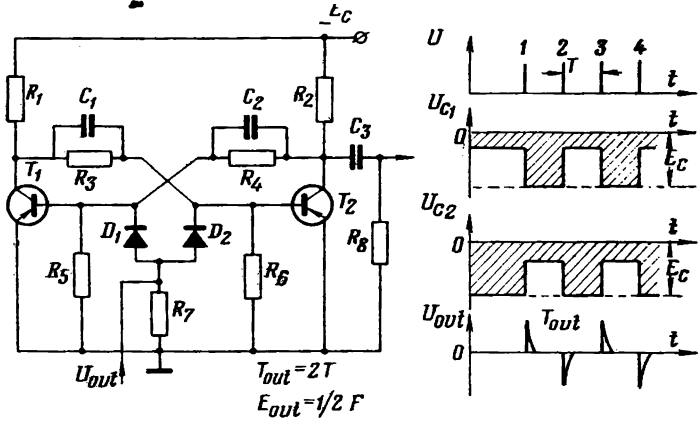 E_C
R1
C1
C2
R2
C3
R3
R4
T1
T2
D1
D2
R5
R6
R7
R8
Uout
Tout=2T
Eout=1/2 F
U
1 2 3 4
T
t
UC1
t
0
EC
UC2
t
0
EC
Uout
Tout
t
0